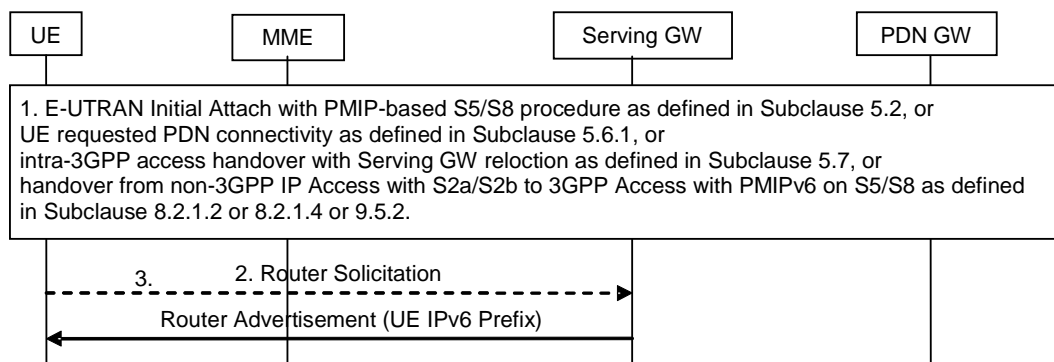 UE
MME
Serving GW
PDN GW
1. E-UTRAN Initial Attach with PMIP-based S5/S8 procedure as defined in Subclause 5.2, or
UE requested PDN connectivity as defined in Subclause 5.6.1, or
intra-3GPP access handover with Serving GW reloction as defined in Subclause 5.7, or
handover from non-3GPP IP Access with S2a/S2b to 3GPP Access with PMIPv6 on S5/S8 as defined
in Subclause 8.2.1.2 or 8.2.1.4 or 9.5.2.
2. Router Solicitation
3.
Router Advertisement (UE IPv6 Prefix)